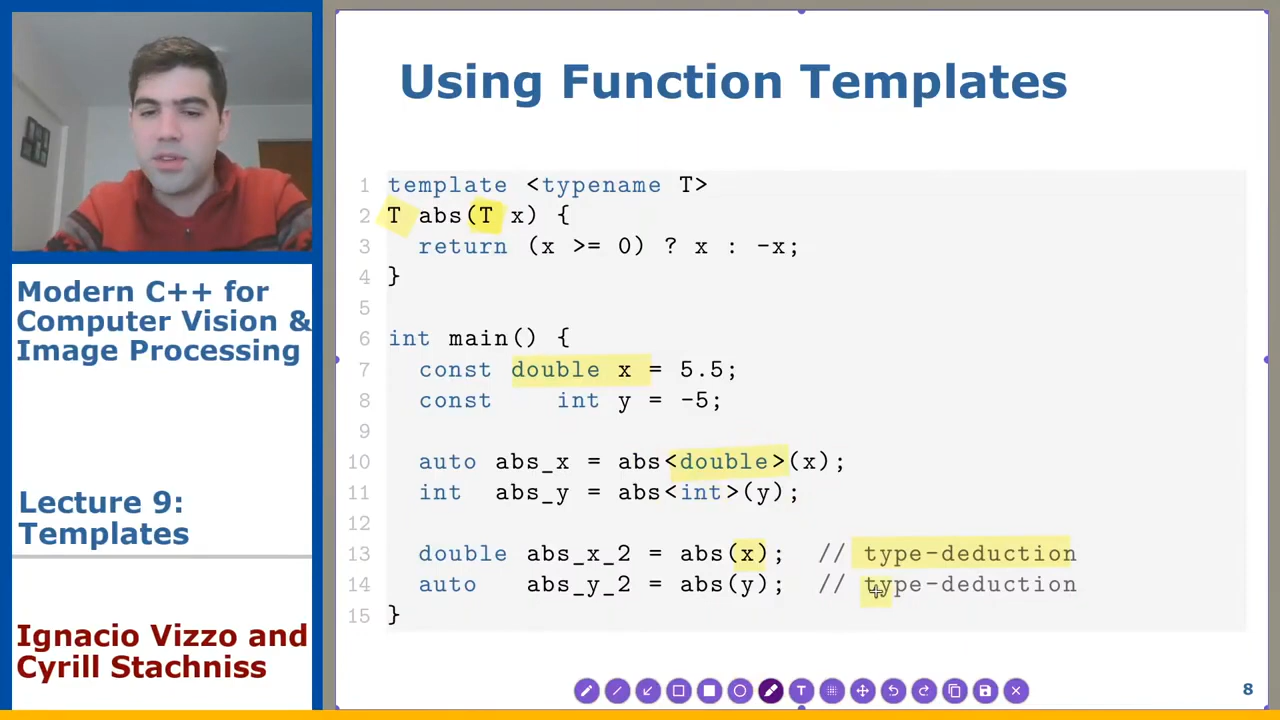 Using Function Templates
1 template <typename T>
2 T abs(T x) {
3 return (x >= 0) ? x : -x;
4 }
5
6 int main() {
7 const double x = 5.5;
8 const int y = -5;
9
10 auto abs_x = abs<double>(x);
11 int abs_y = abs<int>(y);
12
13 double abs_x_2 = abs(x); // type-deduction
14 auto abs_y_2 = abs(y); // type-deduction
15 }
Modern C++ for
Computer Vision &
Image Processing
Lecture 9:
Templates
Ignacio Vizzo and
Cyrill Stachniss
T
8